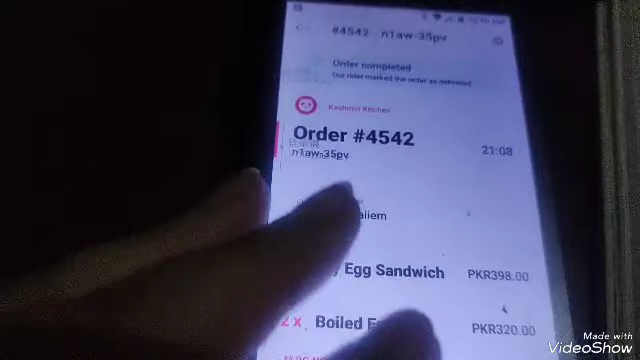 #4542 n1aw-35pv
Order completed
Our rider marked the order as delivered
Kashmiri Kitchen
Order #4542
21:08
n1aw-35pv
Egg Sandwich PKR398.00
2 x Boiled PKR320.00
Made with
VideoShow